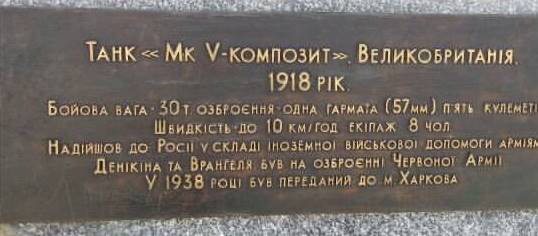 Танк « Мк V-композит». Великобританія.
1918 рік.
Бойова вага-30т. озброєння-одна гармата (57мм) п'ять кулеметі
Швидкість-до 10 км/год екіпаж 8 чол.
Надійшов до Росії у складі іноземної військової допомоги арміям
Денікіна та Врангеля був на озброєнні Червоної Армії
У 1938 році був переданий до м.Харкова